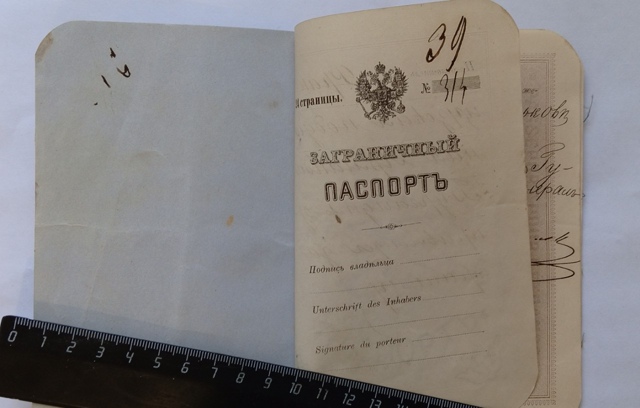 39
страницы.
№ 314
ЗАГРАНИЧНЫЙ
ПАСПОРТЪ
Подпись владѣльца
Unterschrift des Inhabers
Signature du porteur
0 1 2 3 4 5 6 7 8 9 10 11 12 13 14